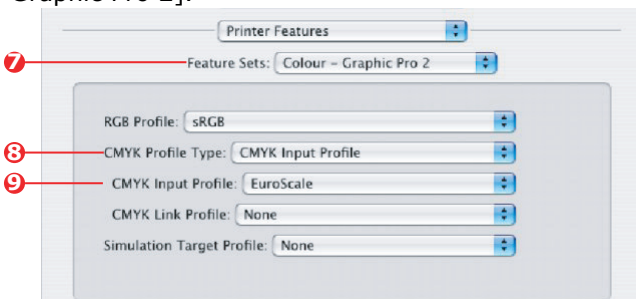 Graphic Pro 2].
Printer Features
7 Feature Sets: Colour – Graphic Pro 2
RGB Profile: sRGB
8 CMYK Profile Type: CMYK Input Profile
9 CMYK Input Profile: EuroScale
CMYK Link Profile: None
Simulation Target Profile: None